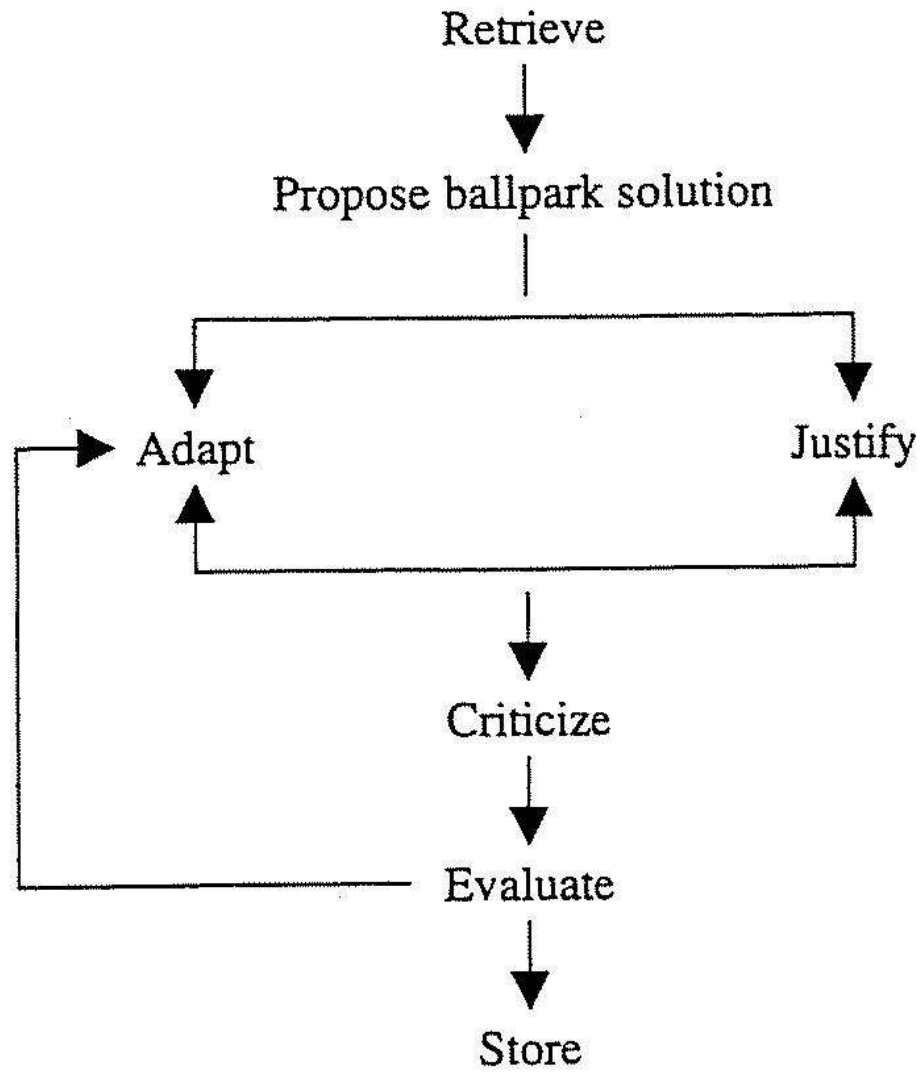 Retrieve
Propose ballpark solution
Adapt
Justify
Criticize
Evaluate
Store